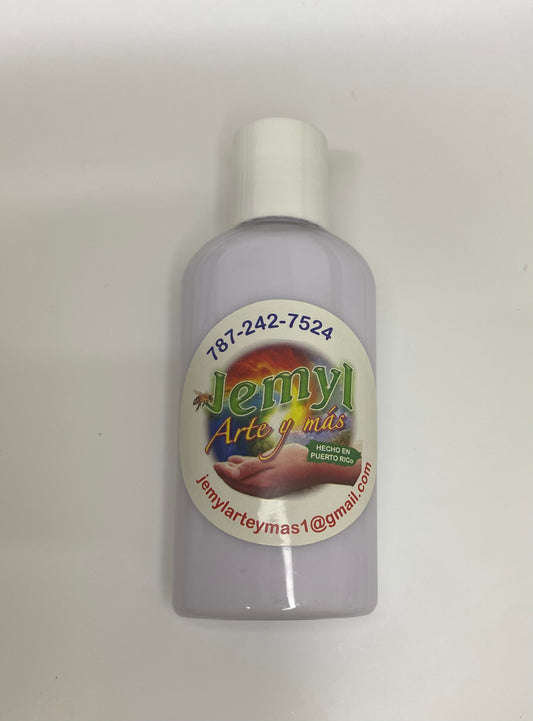 787-242-7524
Jemyl
Arte y más
HECHO EN
PUERTO RICo
jemylarteymas1@gmail.com